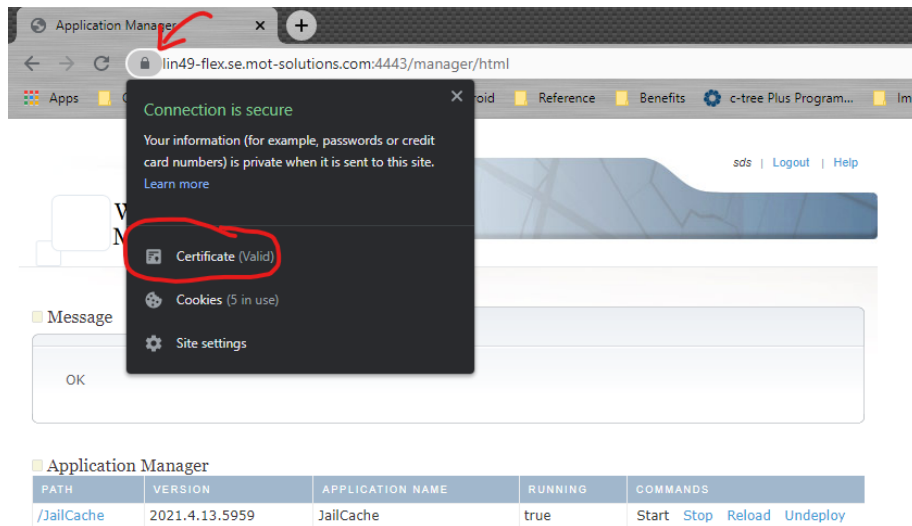 Application Manager
lin49-flex.se.mot-solutions.com:4443/manager/html
Apps
oid
Reference
Benefits
c-tree Plus Program...
Im
Connection is secure
Your information (for example, passwords or credit
card numbers) is private when it is sent to this site.
Learn more
sds | Logout | Help
W
M
Certificate (Valid)
Cookies (5 in use)
Site settings
Message
OK
Application Manager
PATH VERSION APPLICATION NAME RUNNING COMMANDS
/JailCache 2021.4.13.5959 JailCache true Start Stop Reload Undeploy